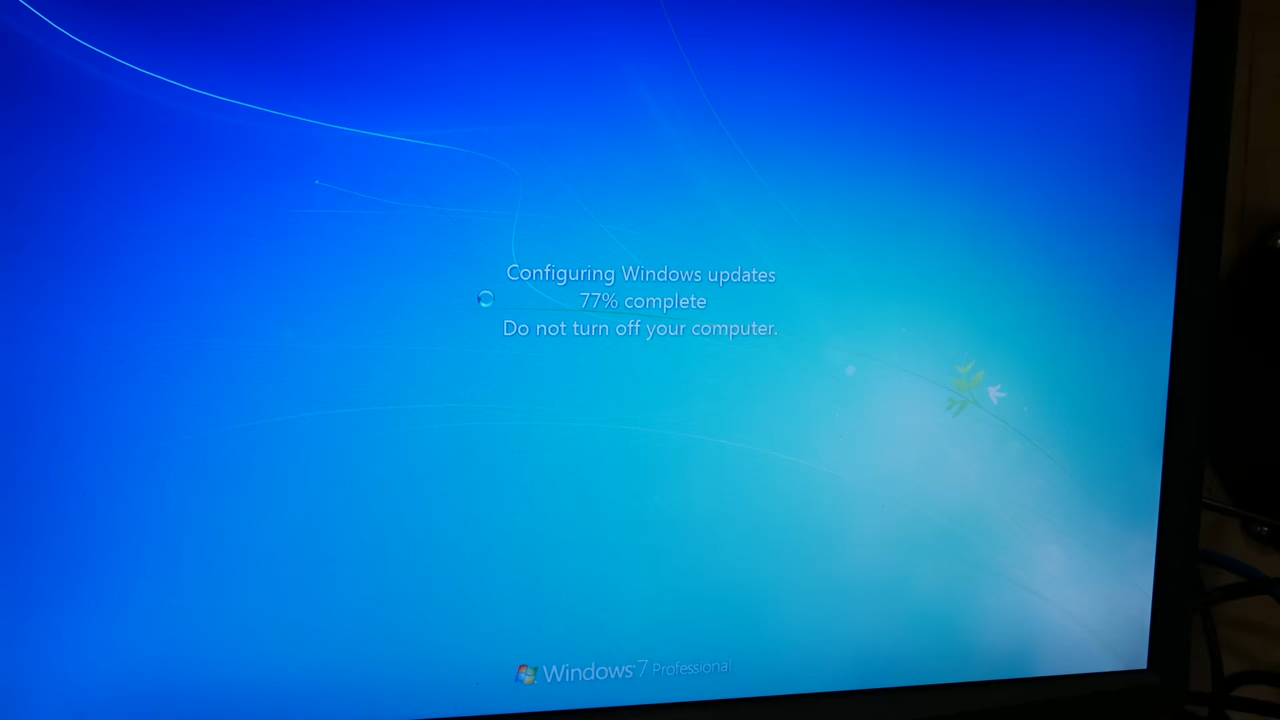 Configuring Windows updates
77% complete
Do not turn off your computer.
Windows 7 Professional